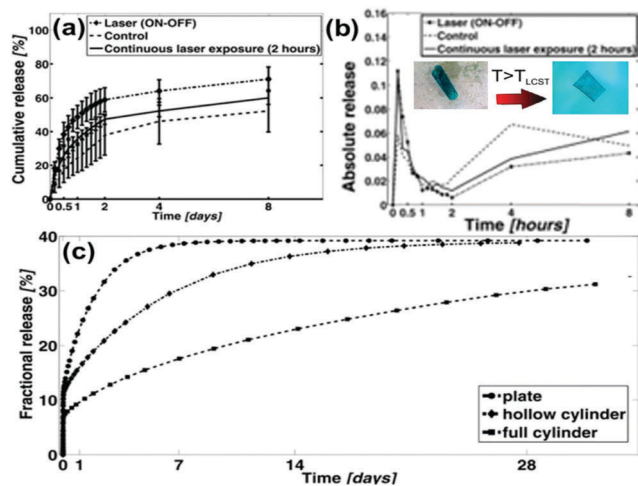 (a)
Laser (ON-OFF)
Control
Continuous laser exposure (2 hours)
Cumulative release [%]
100
80
60
40
20
0
0 0.5 1 2 4 8
Time [days]
(b)
Laser (ON-OFF)
Control
Continuous laser exposure (2 hours)
T>T_LCST
Absolute release
0.16
0.14
0.12
0.1
0.08
0.06
0.04
0.02
0
0 0.5 1 2 4 8
Time [hours]
(c)
Fractional release [%]
40
30
20
10
0
plate
hollow cylinder
full cylinder
0 1 7 14 28
Time [days]